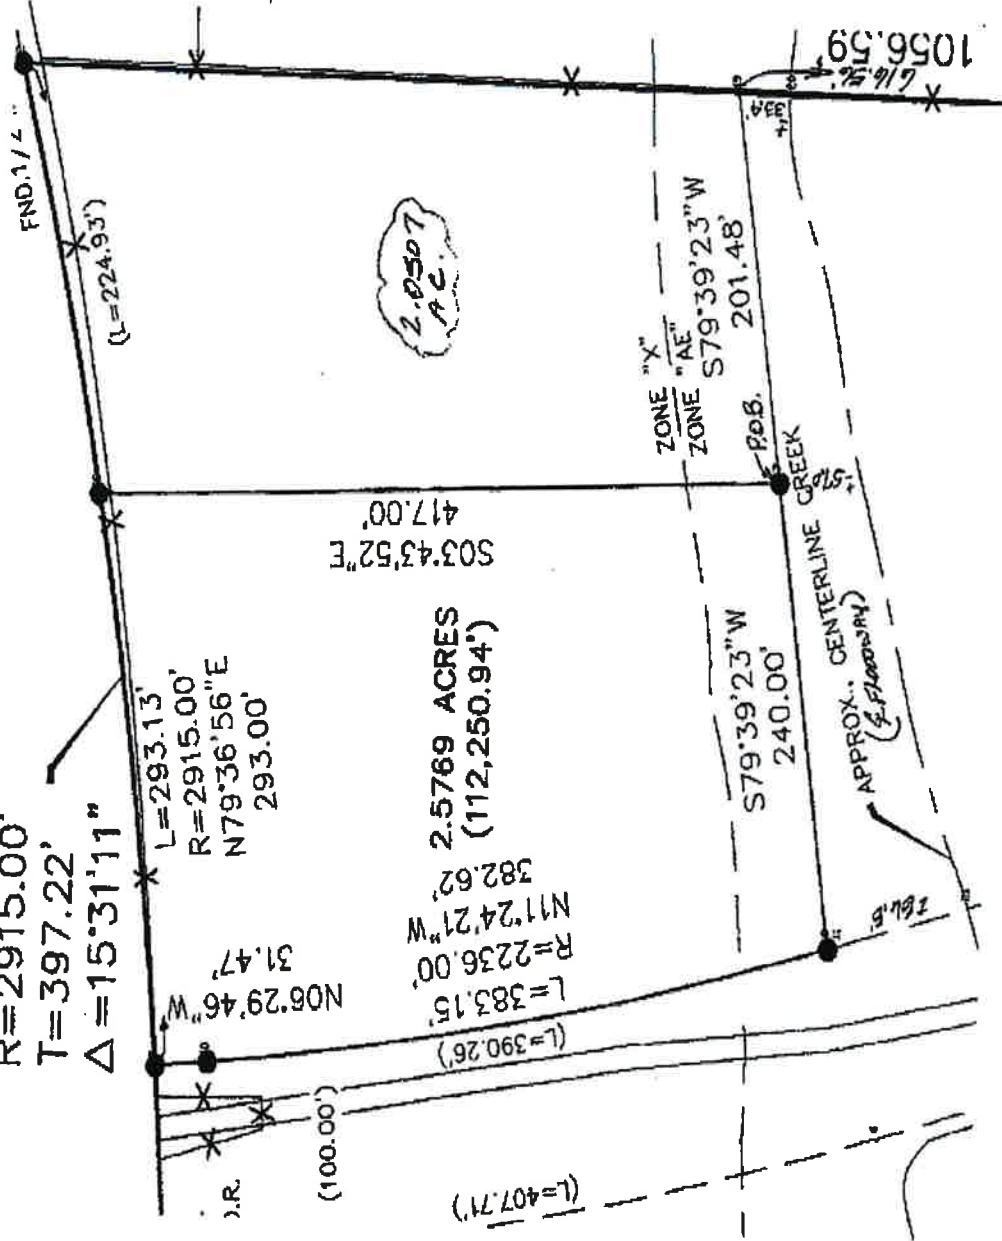 R=2915.00'
T=397.22'
Δ=15°31'11"
FND.1/2"
(L=224.93')
2.0507
AC.
L=293.13'
R=2915.00'
N79°36'56"E
293.00'
S03°43'52"E
417.00'
2.5769 ACRES
(112,250.94')
N06°29'46"W
31.47'
L=383.15'
R=2236.00'
N11°24'21"W
382.62'
(L=390.26')
(100.00')
(L=407.71')
ZONE "X"
ZONE "AE"
S79°39'23"W
201.48'
P.O.B.
S79°39'23"W
240.00'
APPROX., CENTERLINE CREEK
(& FLOODWAY)
1056.59
616.56'